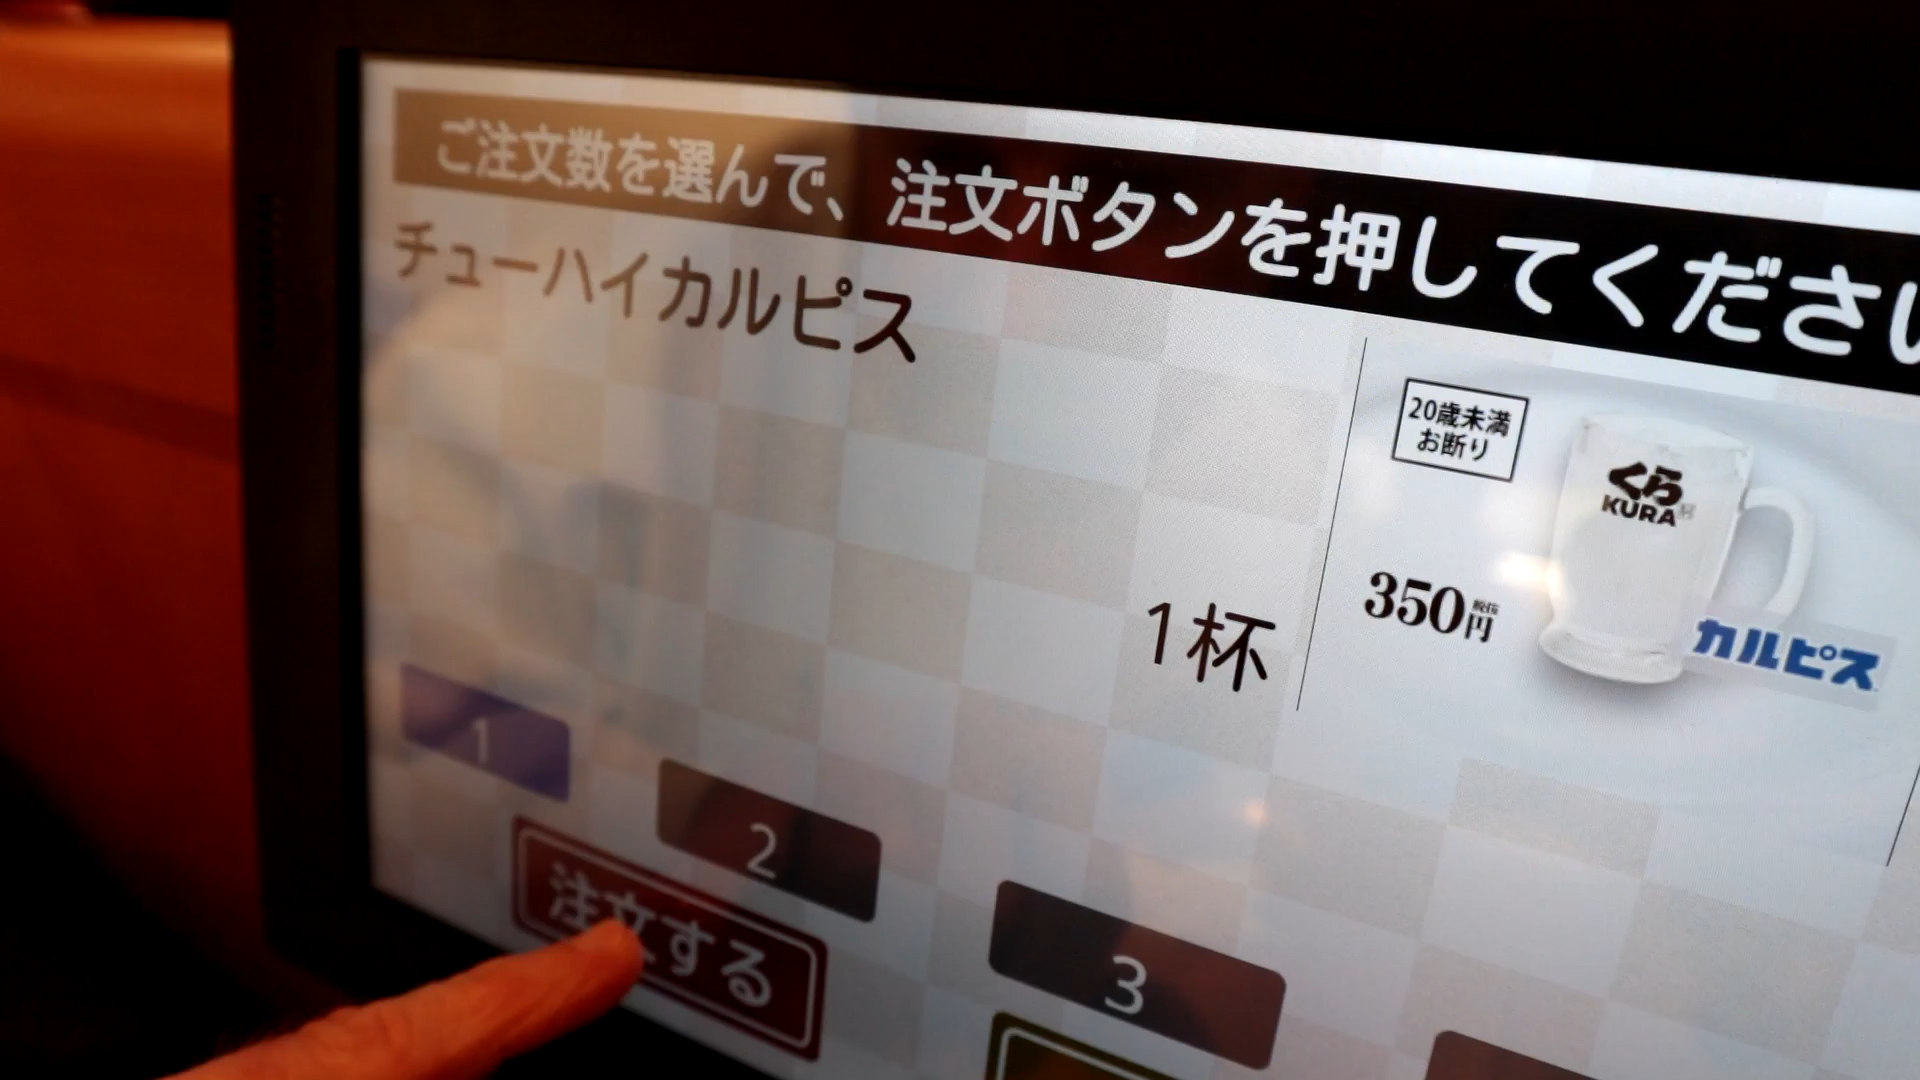 ご注文数を選んで、注文ボタンを押してくださ
チューハイカルピス
20歳未満
お断り
くら
KURA
350円
税抜
カルピス
1杯
1
2
3
注文する